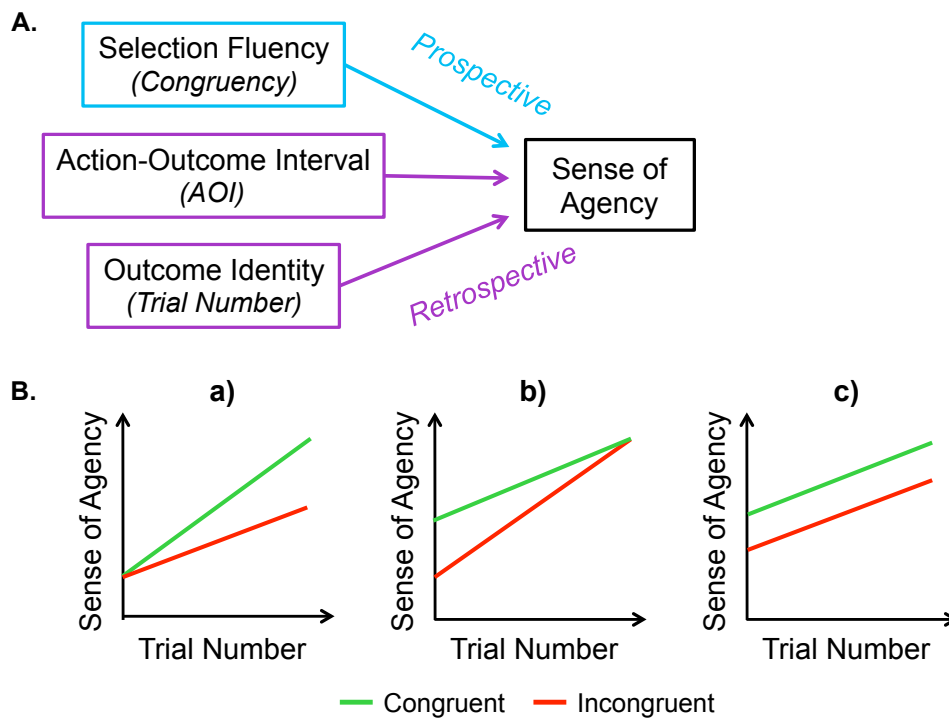 A.
Selection Fluency
(Congruency)
Prospective
Action-Outcome Interval
(AOI)
Sense of
Agency
Outcome Identity
(Trial Number)
Retrospective
B.
a)
b)
c)
Sense of Agency
Trial Number
Sense of Agency
Trial Number
Sense of Agency
Trial Number
Congruent
Incongruent